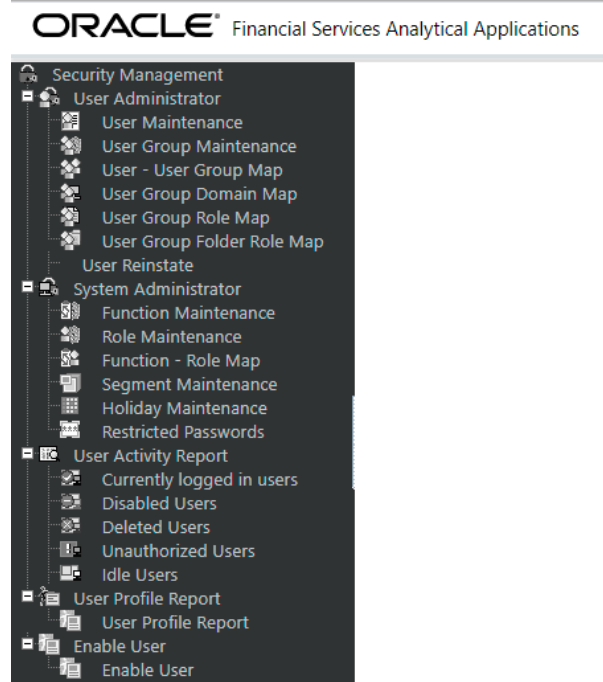 ORACLE® Financial Services Analytical Applications
Security Management
User Administrator
User Maintenance
User Group Maintenance
User - User Group Map
User Group Domain Map
User Group Role Map
User Group Folder Role Map
User Reinstate
System Administrator
Function Maintenance
Role Maintenance
Function - Role Map
Segment Maintenance
Holiday Maintenance
Restricted Passwords
User Activity Report
Currently logged in users
Disabled Users
Deleted Users
Unauthorized Users
Idle Users
User Profile Report
User Profile Report
Enable User
Enable User